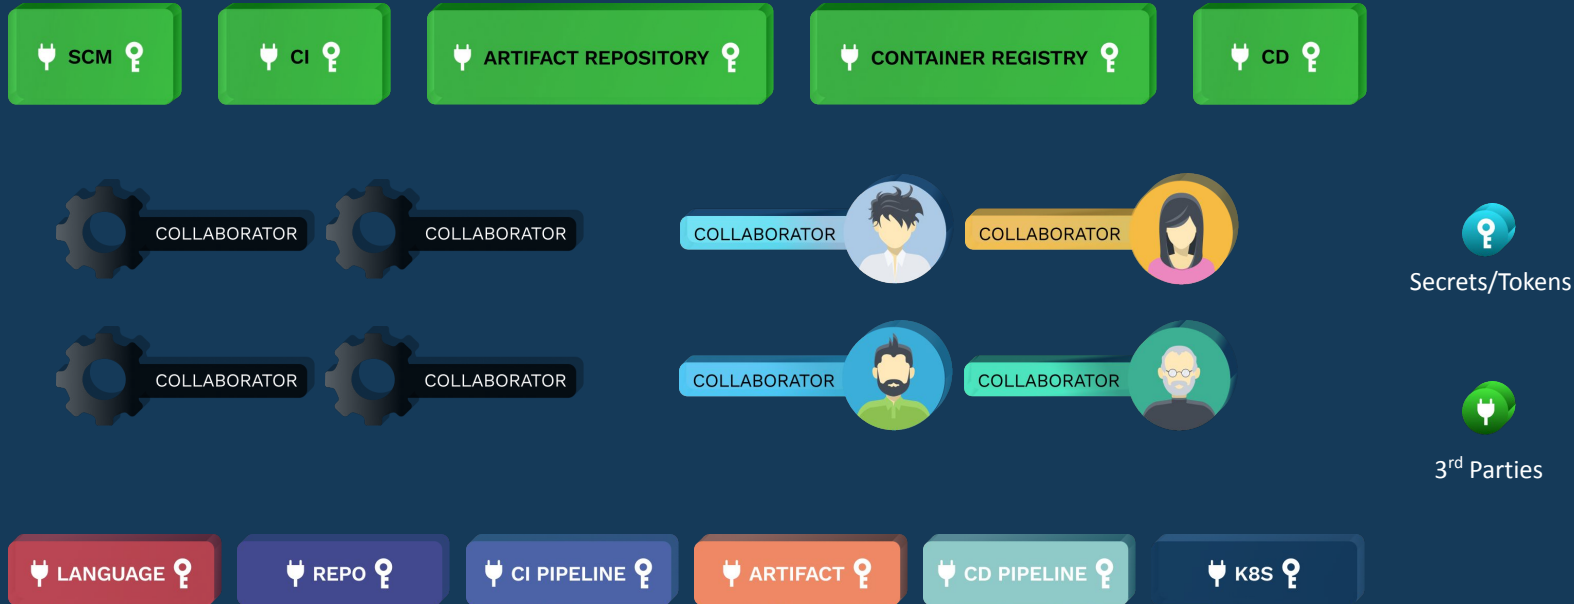 SCM
CI
ARTIFACT REPOSITORY
CONTAINER REGISTRY
CD
COLLABORATOR
COLLABORATOR
COLLABORATOR
COLLABORATOR
Secrets/Tokens
COLLABORATOR
COLLABORATOR
COLLABORATOR
COLLABORATOR
3rd Parties
LANGUAGE
REPO
CI PIPELINE
ARTIFACT
CD PIPELINE
K8S